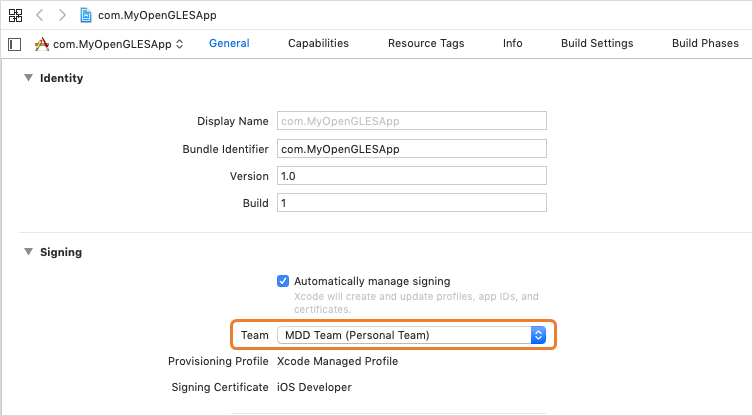 com.MyOpenGLESApp
com.MyOpenGLESApp General Capabilities Resource Tags Info Build Settings Build Phases
Identity
Display Name com.MyOpenGLESApp
Bundle Identifier com.MyOpenGLESApp
Version 1.0
Build 1
Signing
Automatically manage signing
Xcode will create and update profiles, app IDs, and
certificates.
Team MDD Team (Personal Team)
Provisioning Profile Xcode Managed Profile
Signing Certificate iOS Developer